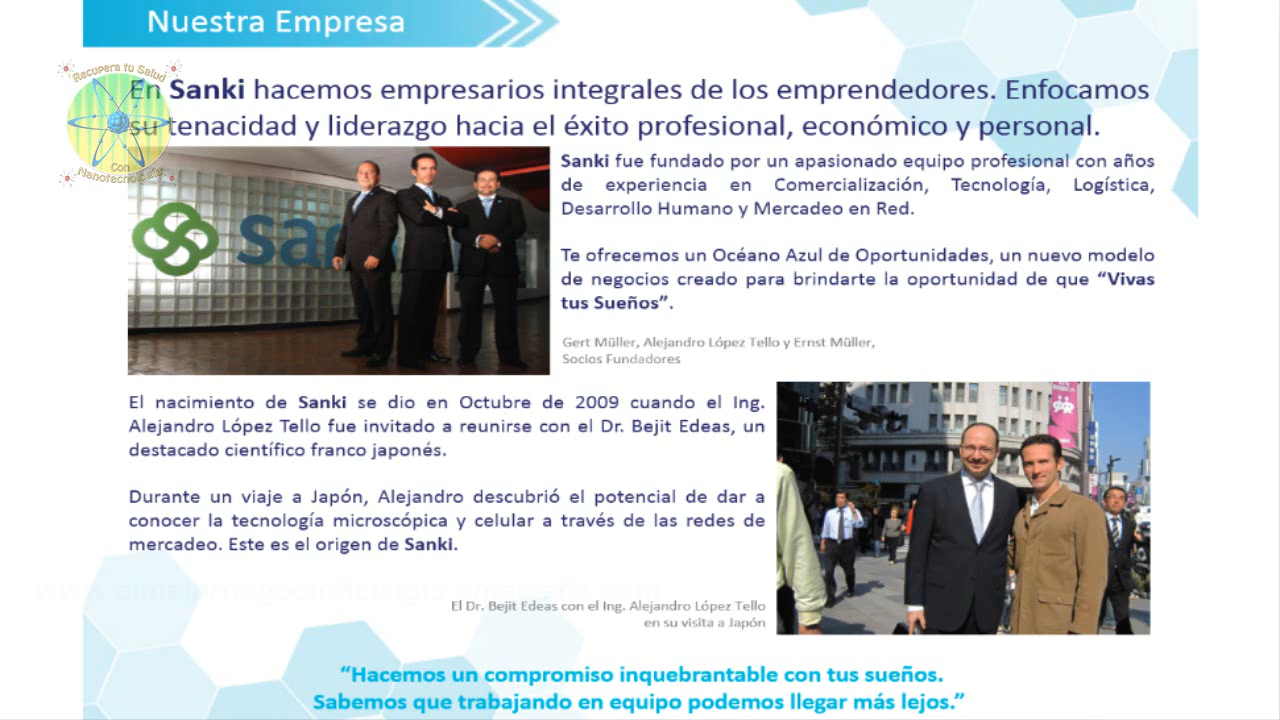 Nuestra Empresa
Recupera tu Salud
Con
Nanotecnología
En Sanki hacemos empresarios integrales de los emprendedores. Enfocamos
su tenacidad y liderazgo hacia el éxito profesional, económico y personal.
Sanki fue fundado por un apasionado equipo profesional con años
de experiencia en Comercialización, Tecnología, Logística,
Desarrollo Humano y Mercadeo en Red.
Te ofrecemos un Océano Azul de Oportunidades, un nuevo modelo
de negocios creado para brindarte la oportunidad de que “Vivas
tus Sueños”.
Gert Müller, Alejandro López Tello y Ernst Müller,
Socios Fundadores
El nacimiento de Sanki se dio en Octubre de 2009 cuando el Ing.
Alejandro López Tello fue invitado a reunirse con el Dr. Bejit Edeas, un
destacado científico franco japonés.
Durante un viaje a Japón, Alejandro descubrió el potencial de dar a
conocer la tecnología microscópica y celular a través de las redes de
mercadeo. Este es el origen de Sanki.
El Dr. Bejit Edeas con el Ing. Alejandro López Tello
en su visita a Japón
“Hacemos un compromiso inquebrantable con tus sueños.
Sabemos que trabajando en equipo podemos llegar más lejos.”